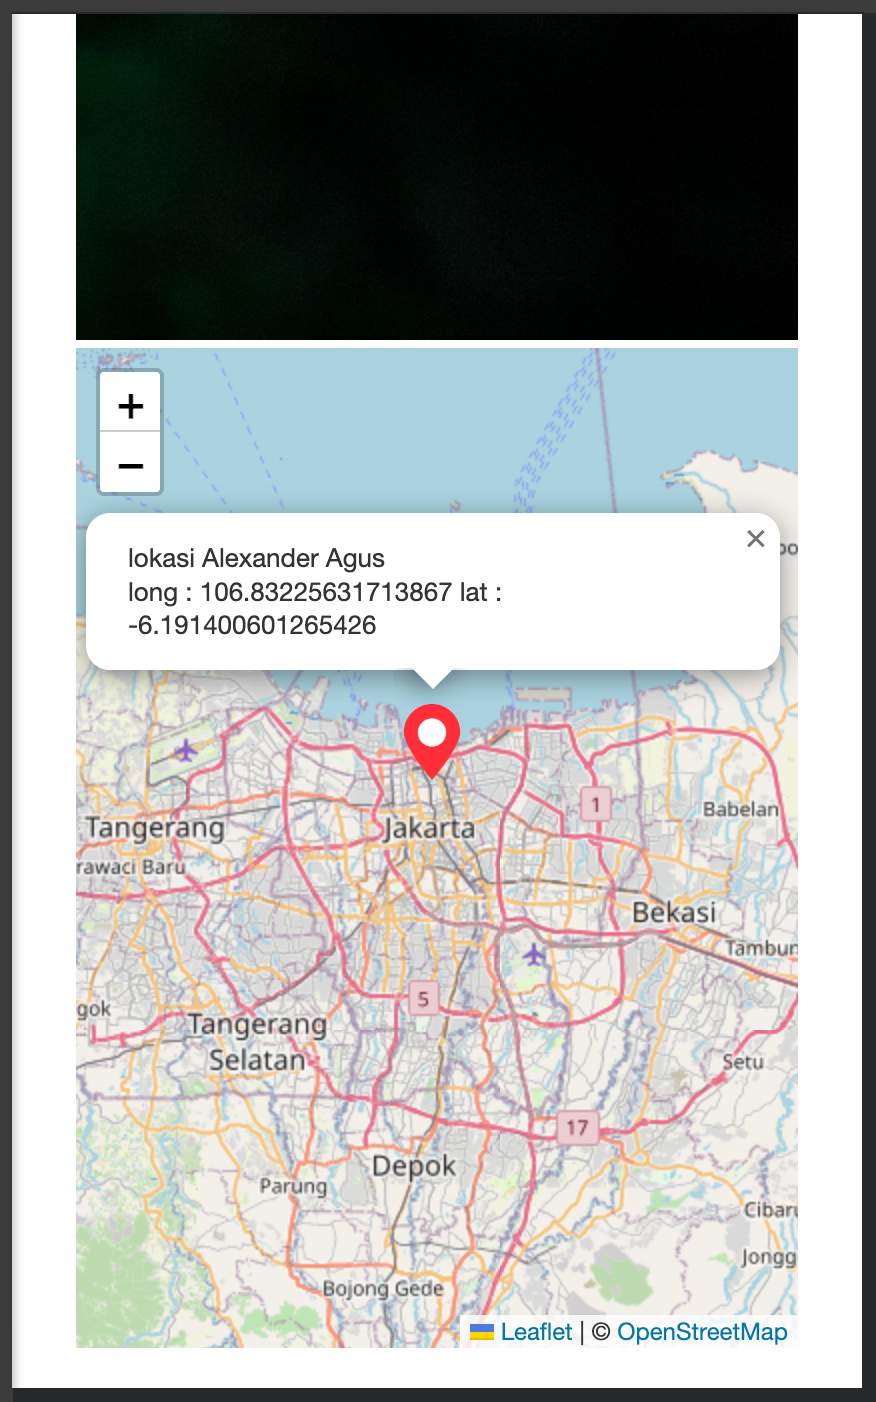 +
−
lokasi Alexander Agus
×
long : 106.83225631713867 lat :
-6.191400601265426
1
Babelan
Tangerang
Jakarta
rawaci Baru
Bekasi
Tambun
5
gok
Tangerang
Selatan
Setu
17
Depok
Parung
Cibaru
Jongg
Bojong Gede
Leaflet | © OpenStreetMap